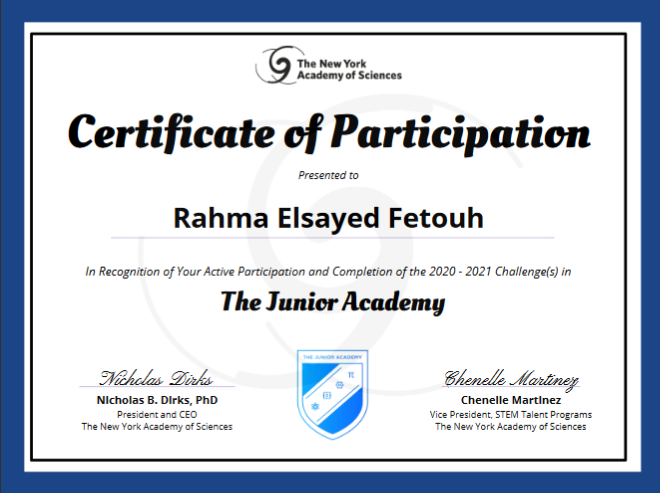 The New York
Academy of Sciences
Certificate of Participation
Presented to
Rahma Elsayed Fetouh
In Recognition of Your Active Participation and Completion of the 2020 - 2021 Challenge(s) in
The Junior Academy
THE JUNIOR ACADEMY
π
Nicholas Dirks
Nicholas B. Dirks, PhD
President and CEO
The New York Academy of Sciences
Chenelle Martinez
Chenelle Martinez
Vice President, STEM Talent Programs
The New York Academy of Sciences